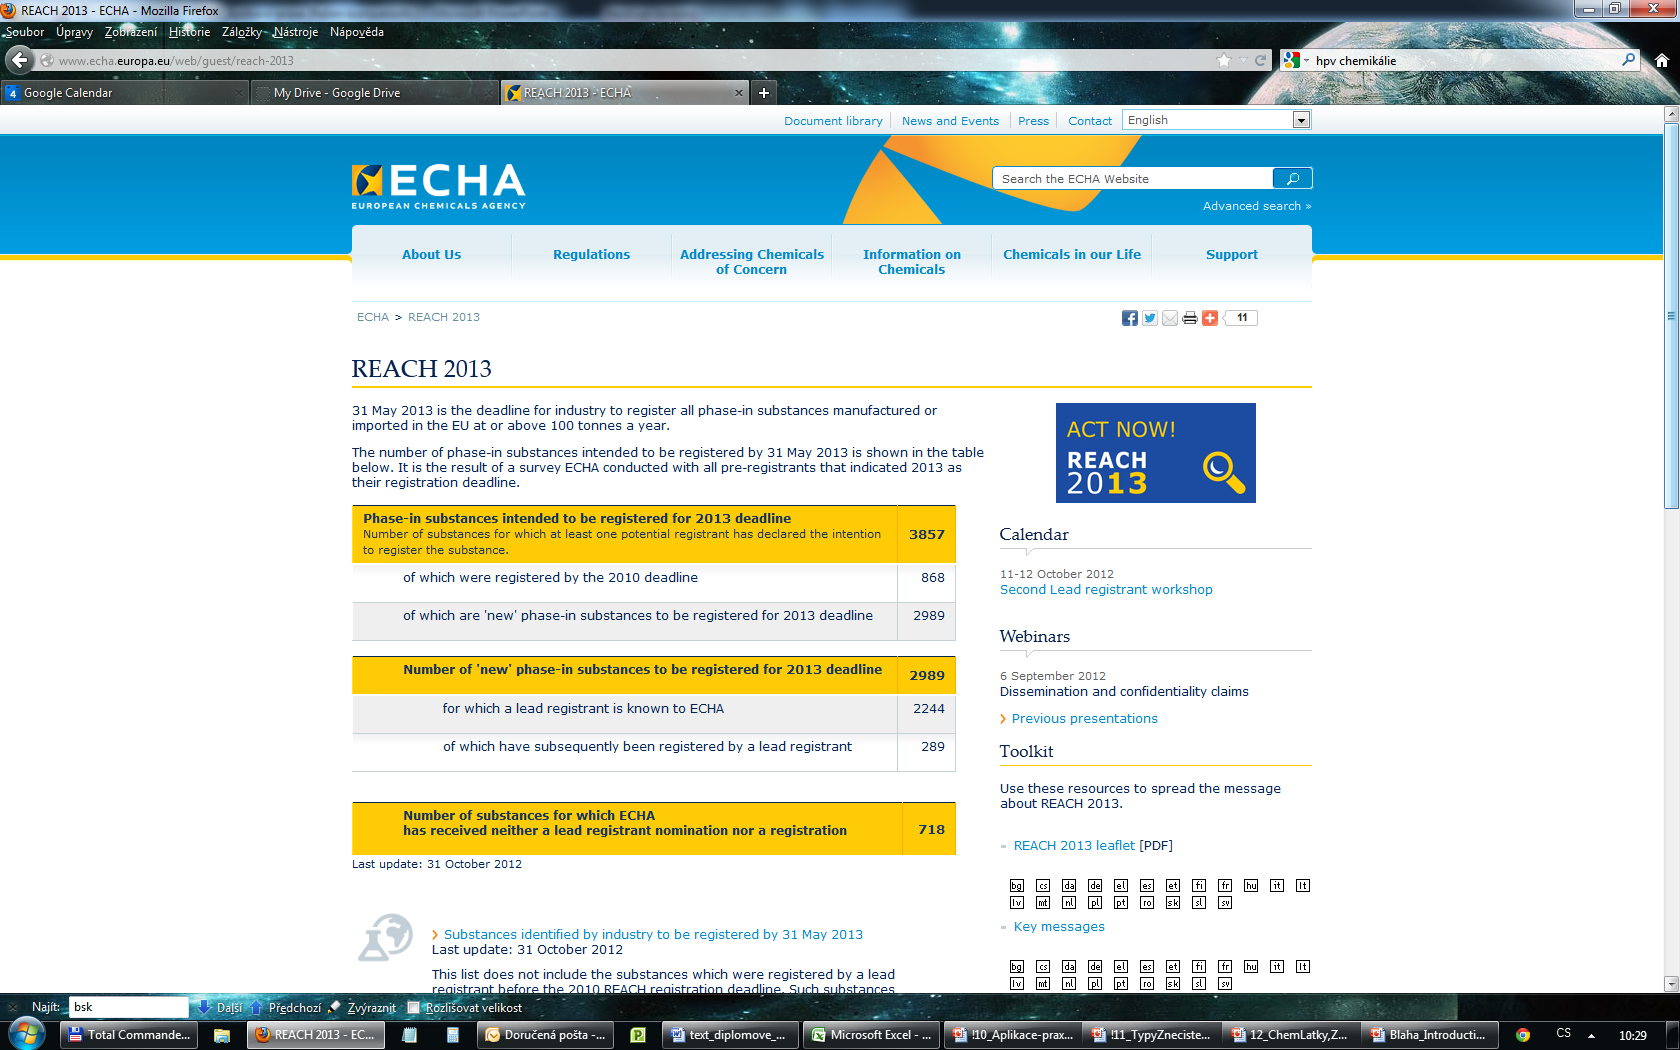 REACH 2013 - ECHA - Mozilla Firefox
Soubor Úpravy Zobrazení Historie Záložky Nástroje Nápověda
www.echa.europa.eu/web/guest/reach-2013
hpv chemikálie
4 Google Calendar
My Drive - Google Drive
REACH 2013 - ECHA
Document library
News and Events
Press
Contact
English
ECHA
EUROPEAN CHEMICALS AGENCY
Search the ECHA Website
Advanced search »
About Us
Regulations
Addressing Chemicals
of Concern
Information on
Chemicals
Chemicals in our Life
Support
ECHA > REACH 2013
11
REACH 2013
31 May 2013 is the deadline for industry to register all phase-in substances manufactured or
imported in the EU at or above 100 tonnes a year.
The number of phase-in substances intended to be registered by 31 May 2013 is shown in the table
below. It is the result of a survey ECHA conducted with all pre-registrants that indicated 2013 as
their registration deadline.
Phase-in substances intended to be registered for 2013 deadline
Number of substances for which at least one potential registrant has declared the intention
to register the substance.
3857
of which were registered by the 2010 deadline 868
of which are 'new' phase-in substances to be registered for 2013 deadline 2989
Number of 'new' phase-in substances to be registered for 2013 deadline 2989
for which a lead registrant is known to ECHA 2244
of which have subsequently been registered by a lead registrant 289
Number of substances for which ECHA
has received neither a lead registrant nomination nor a registration 718
Last update: 31 October 2012
Substances identified by industry to be registered by 31 May 2013
Last update: 31 October 2012
This list does not include the substances which were registered by a lead
registrant before the 2010 REACH registration deadline. Such substances
ACT NOW!
REACH
2013
Calendar
11-12 October 2012
Second Lead registrant workshop
Webinars
6 September 2012
Dissemination and confidentiality claims
Previous presentations
Toolkit
Use these resources to spread the message
about REACH 2013.
REACH 2013 leaflet [PDF]
bg cs da de el es et fi fr hu it lt
lv mt nl pl pt ro sk sl sv
Key messages
bg cs da de el es et fi fr hu it lt
lv mt nl pl pt ro sk sl sv
Najít: bsk Další Předchozí Zvýraznit Rozlišovat velikost
Total Commande...
REACH 2013 - EC...
Doručená pošta -...
text_diplomove_...
Microsoft Excel - ...
!10_Aplikace-prax...
!11_TypyZneciste...
12_ChemLatky,Z...
Blaha_Introducti...
CS
10:29